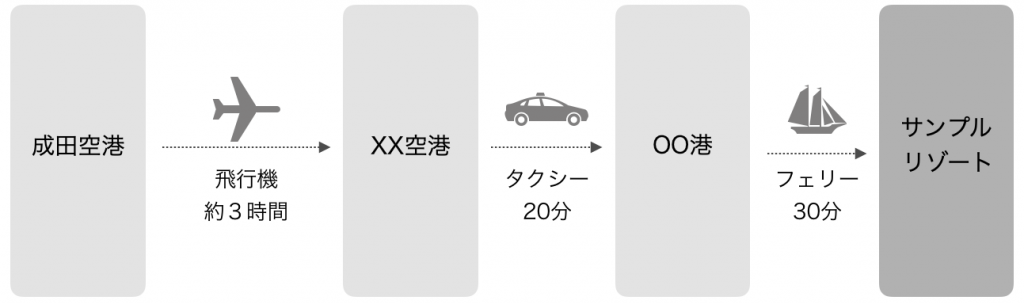 成田空港
飛行機
約３時間
XX空港
タクシー
20分
OO港
フェリー
30分
サンプル
リゾート